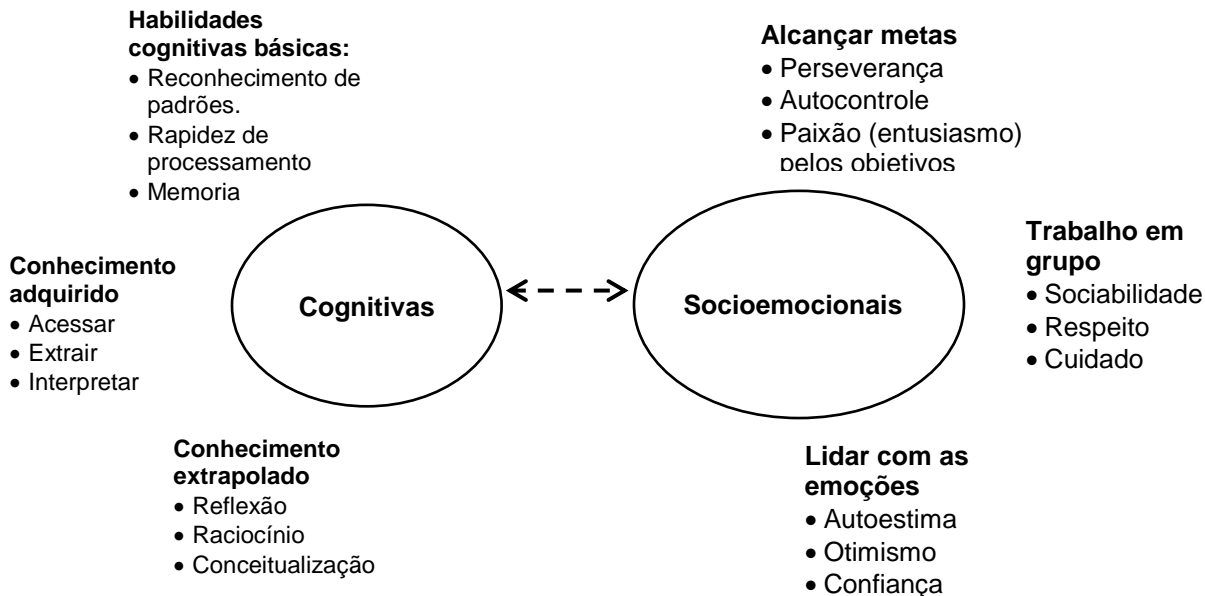 Habilidades
cognitivas básicas:
• Reconhecimento de
padrões.
• Rapidez de
processamento
• Memoria
Conhecimento
adquirido
• Acessar
• Extrair
• Interpretar
Cognitivas
Conhecimento
extrapolado
• Reflexão
• Raciocínio
• Conceitualização
Alcançar metas
• Perseverança
• Autocontrole
• Paixão (entusiasmo)
pelos objetivos
Socioemocionais
Trabalho em
grupo
• Sociabilidade
• Respeito
• Cuidado
Lidar com as
emoções
• Autoestima
• Otimismo
• Confiança